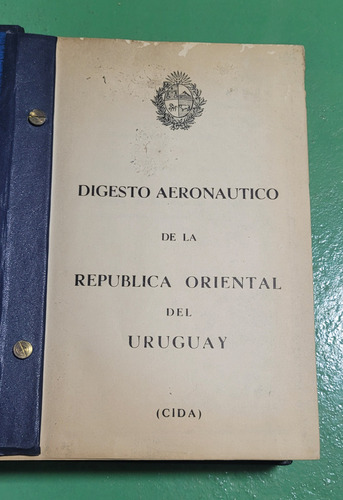 DIGESTO AERONAUTICO
DE LA
REPUBLICA ORIENTAL
DEL
URUGUAY
(CIDA)